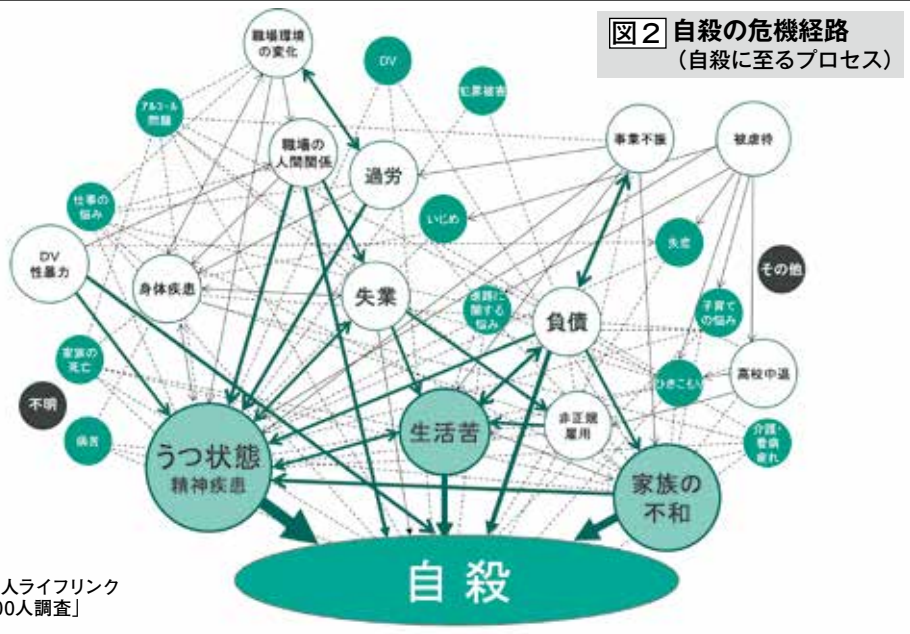 図2 自殺の危機経路
（自殺に至るプロセス）
職場環境
の変化
DV
犯罪被害
アルコール
問題
職場の
人間関係
過労
事業不振
被虐待
仕事の
悩み
いじめ
失恋
DV
性暴力
身体疾患
失業
進路に
関する
悩み
負債
その他
子育て
の悩み
家族の
死亡
ひきこもり
高校中退
不明
病苦
うつ状態
精神疾患
生活苦
非正規
雇用
介護・
看病
疲れ
家族の
不和
自殺
人ライフリンク
00人調査」